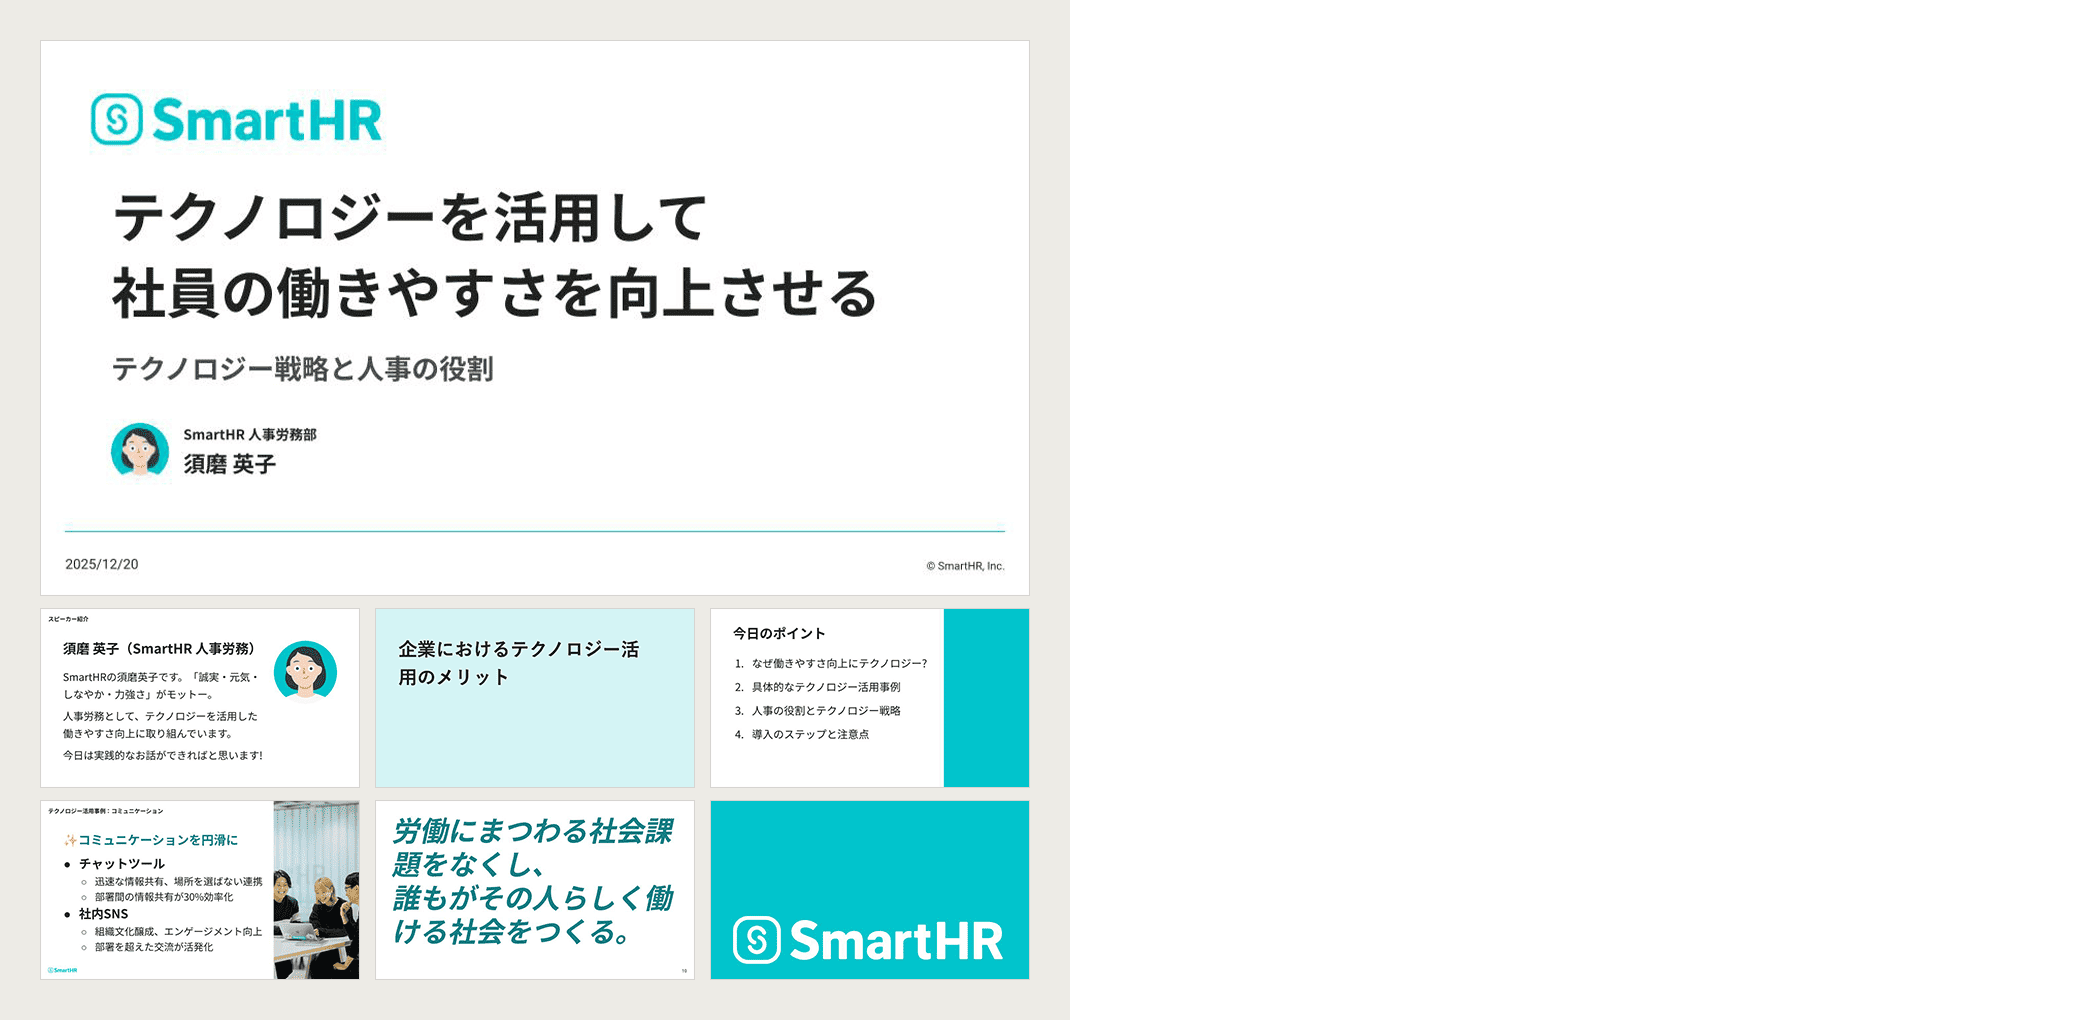 SmartHR
テクノロジーを活用して
社員の働きやすさを向上させる
テクノロジー戦略と人事の役割
SmartHR 人事労務部
須磨 英子
2025/12/20
© SmartHR, Inc.
スピーカー紹介
須磨 英子（SmartHR 人事労務）
SmartHRの須磨英子です。「誠実・元気・
しなやか・力強さ」がモットー。
人事労務として、テクノロジーを活用した
働きやすさ向上に取り組んでいます。
今日は実践的なお話ができればと思います!
企業におけるテクノロジー活
用のメリット
今日のポイント
1. なぜ働きやすさ向上にテクノロジー?
2. 具体的なテクノロジー活用事例
3. 人事の役割とテクノロジー戦略
4. 導入のステップと注意点
テクノロジー活用事例：コミュニケーション
✨コミュニケーションを円滑に
● チャットツール
○ 迅速な情報共有、場所を選ばない連携
○ 部署間の情報共有が30%効率化
● 社内SNS
○ 組織文化醸成、エンゲージメント向上
○ 部署を超えた交流が活発化
SmartHR
労働にまつわる社会課
題をなくし、
誰もがその人らしく働
ける社会をつくる。
SmartHR